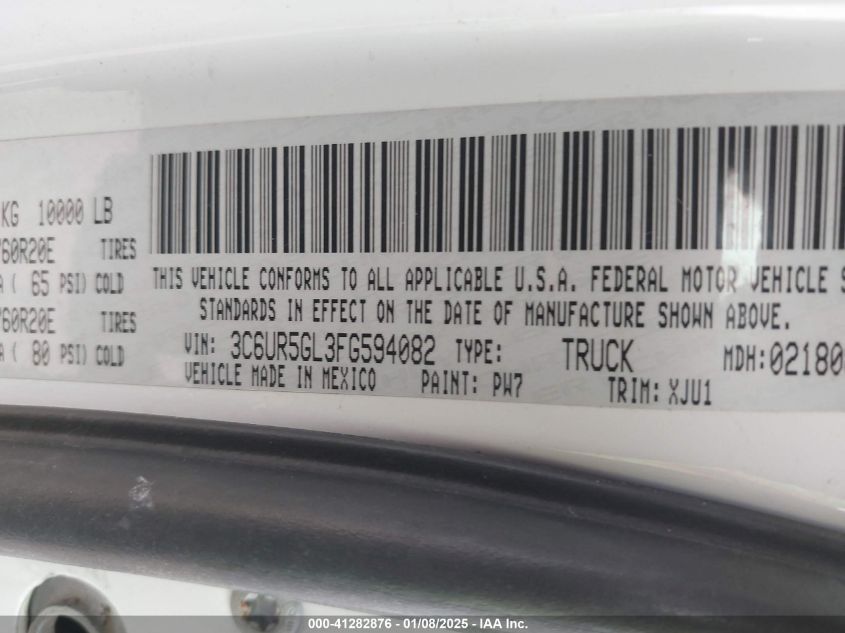 KG 10000 LB
/60R20E TIRES
A ( 65 PSI) COLD
/60R20E TIRES
A ( 80 PSI) COLD
THIS VEHICLE CONFORMS TO ALL APPLICABLE U.S.A. FEDERAL MOTOR VEHICLE S
STANDARDS IN EFFECT ON THE DATE OF MANUFACTURE SHOWN ABOVE.
VIN: 3C6UR5GL3FG594082 TYPE: TRUCK MDH:02180
VEHICLE MADE IN MEXICO PAINT: PW7 TRIM: XJU1
000-41282876 - 01/08/2025 - IAA Inc.